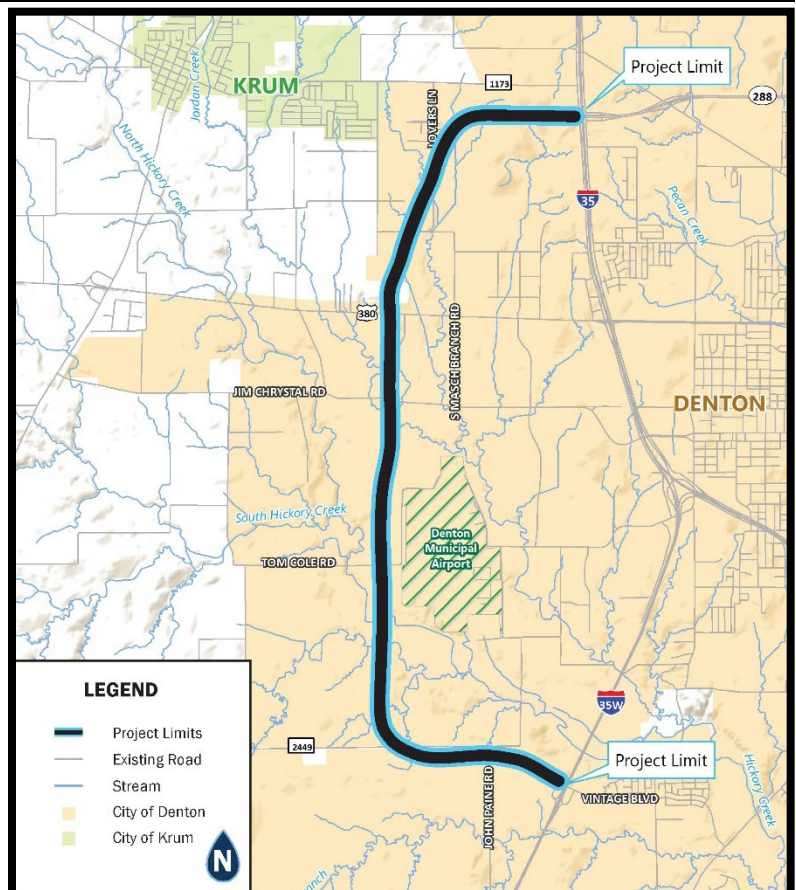 Project Limit
1173
288
KRUM
Jordan Creek
LOVERS LN
North Hickory Creek
35
Pecan Creek
380
S MASCH BRANCH RD
JIM CHRYSTAL RD
DENTON
South Hickory Creek
Denton
Municipal
Airport
TOM COLE RD
LEGEND
Project Limits
Existing Road
Stream
City of Denton
City of Krum
N
35W
2449
Project Limit
JOHN PAINE RD
VINTAGE BLVD
Hickory Creek